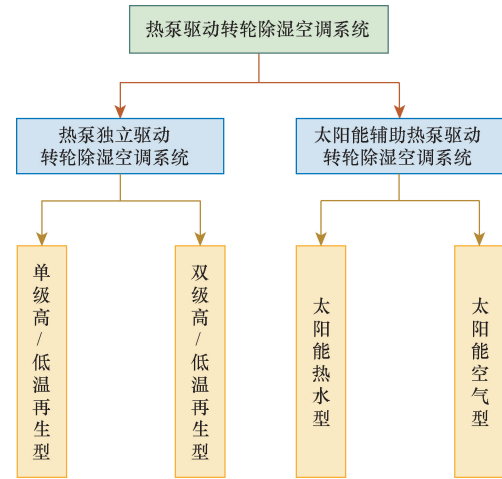 热泵驱动转轮除湿空调系统
热泵独立驱动
转轮除湿空调系统
太阳能辅助热泵驱动
转轮除湿空调系统
单级高/低温再生型
双级高/低温再生型
太阳能热水型
太阳能空气型